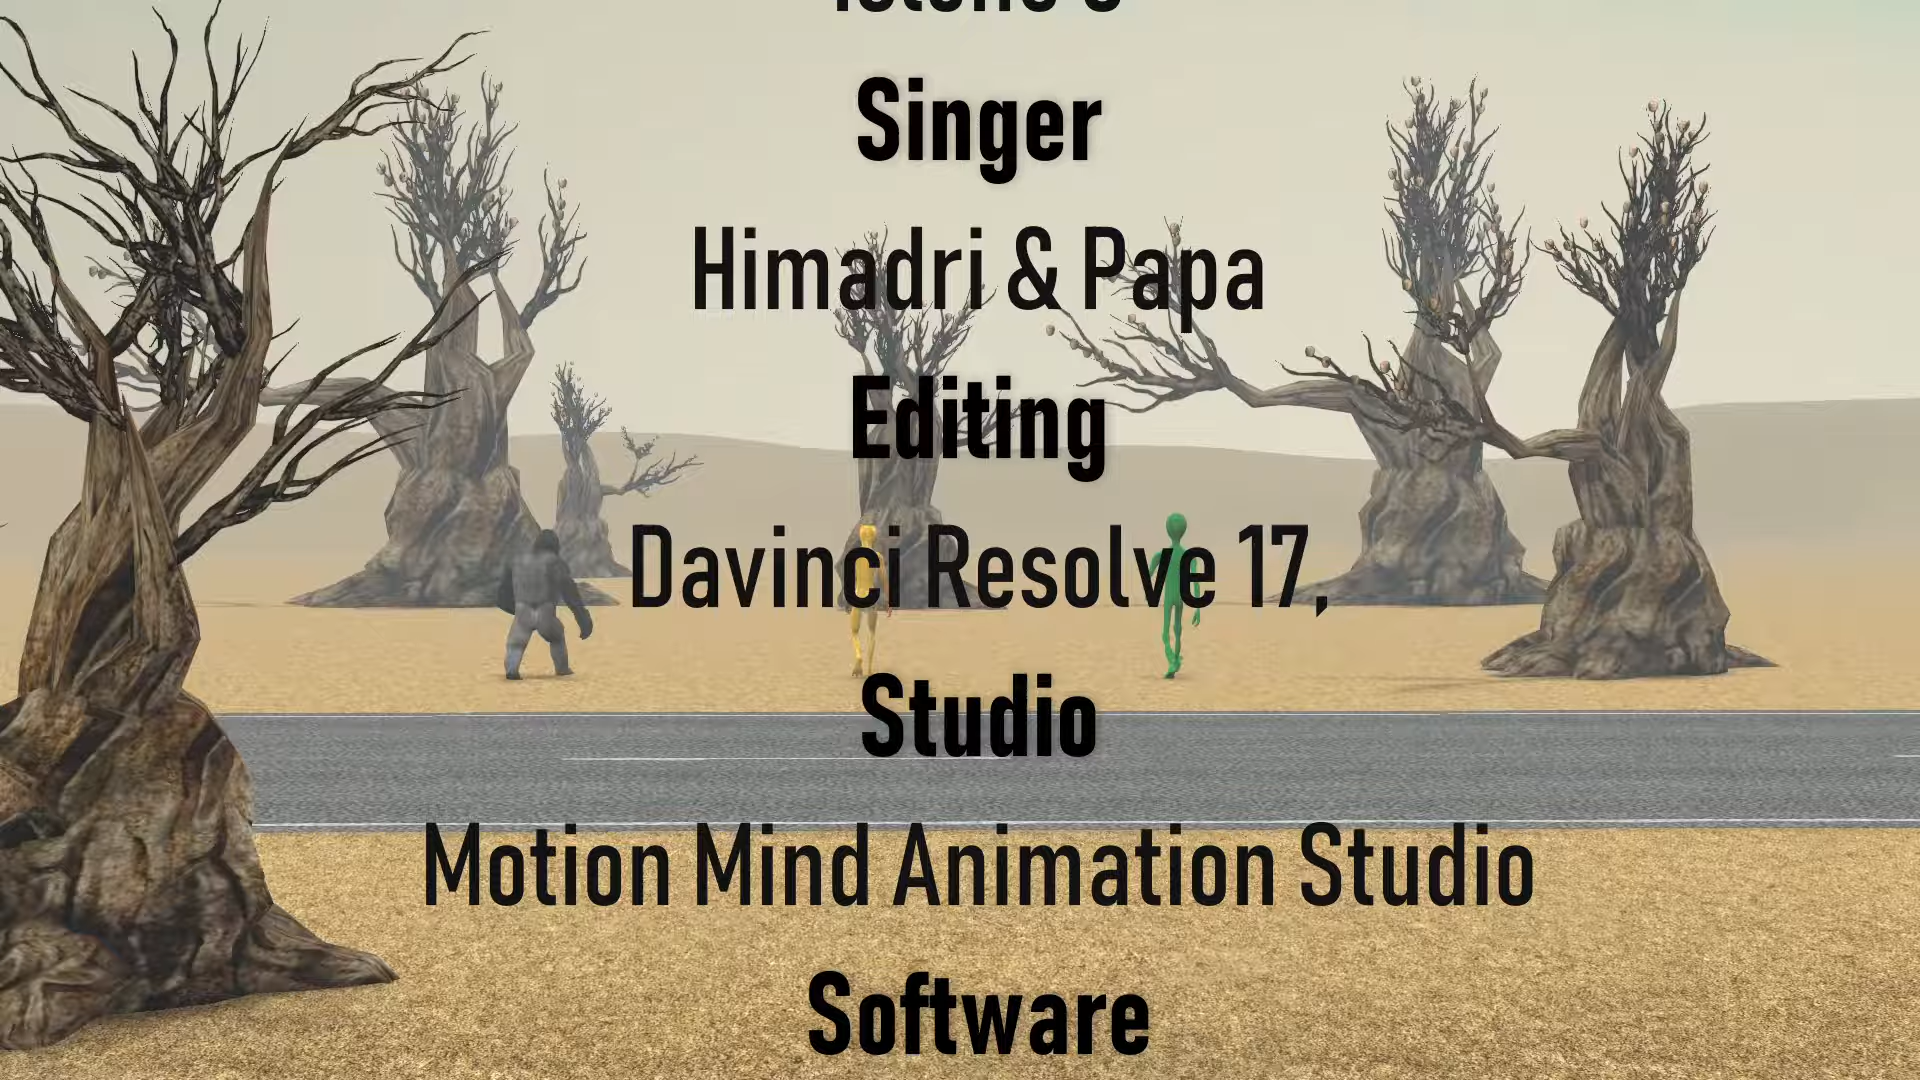 Singer
Himadri & Papa
Editing
Davinci Resolve 17,
Studio
Motion Mind Animation Studio
Software